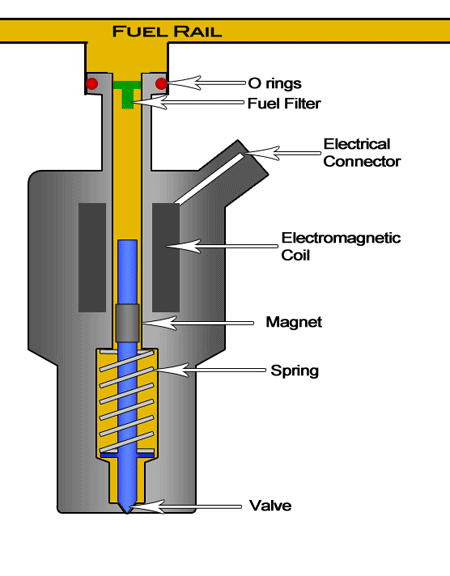 FUEL RAIL
O rings
Fuel Filter
Electrical
Connector
Electromagnetic
Coil
Magnet
Spring
Valve